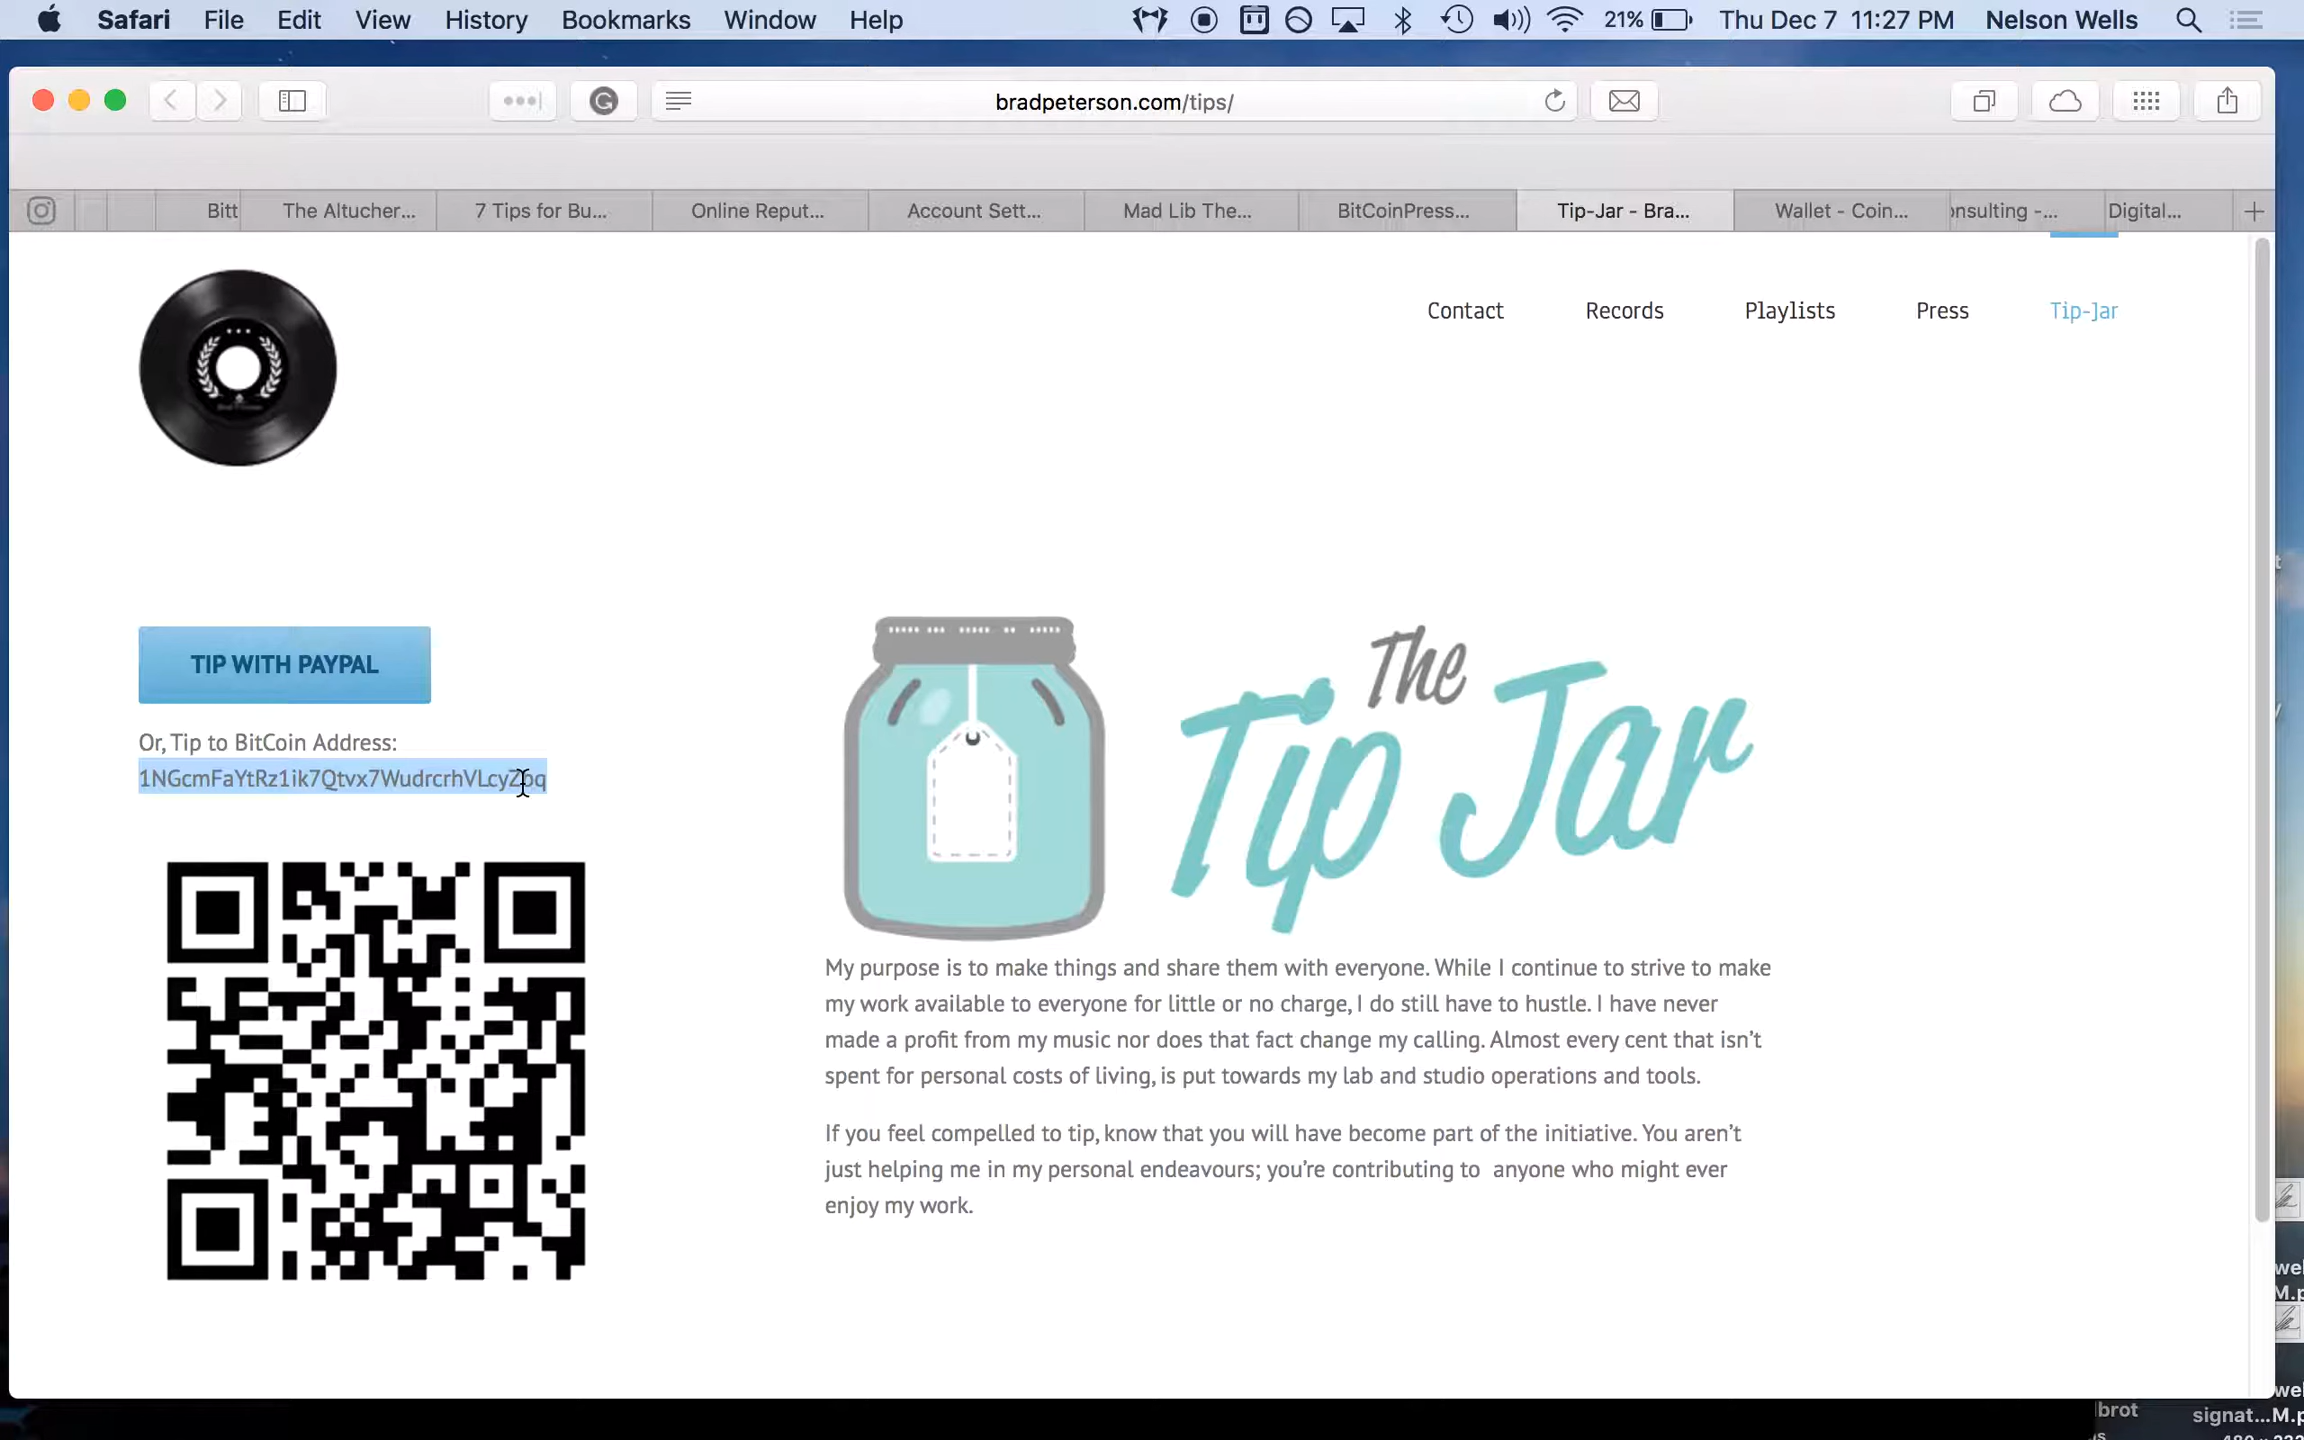 Safari File Edit View History Bookmarks Window Help 21% Thu Dec 7 11:27 PM Nelson Wells
bradpeterson.com/tips/
Bitt The Altucher... 7 Tips for Bu... Online Reput... Account Sett... Mad Lib The... BitCoinPress... Tip-Jar - Bra... Wallet - Coin... onsulting -... Digital...
Contact Records Playlists Press Tip-Jar
TIP WITH PAYPAL
Or, Tip to BitCoin Address:
The Tip Jar
My purpose is to make things and share them with everyone. While I continue to strive to make
my work available to everyone for little or no charge, I do still have to hustle. I have never
made a profit from my music nor does that fact change my calling. Almost every cent that isn't
spent for personal costs of living, is put towards my lab and studio operations and tools.
If you feel compelled to tip, know that you will have become part of the initiative. You aren't
just helping me in my personal endeavours; you're contributing to anyone who might ever
enjoy my work.
wel
M.p
wel
lbrot signat...M.p